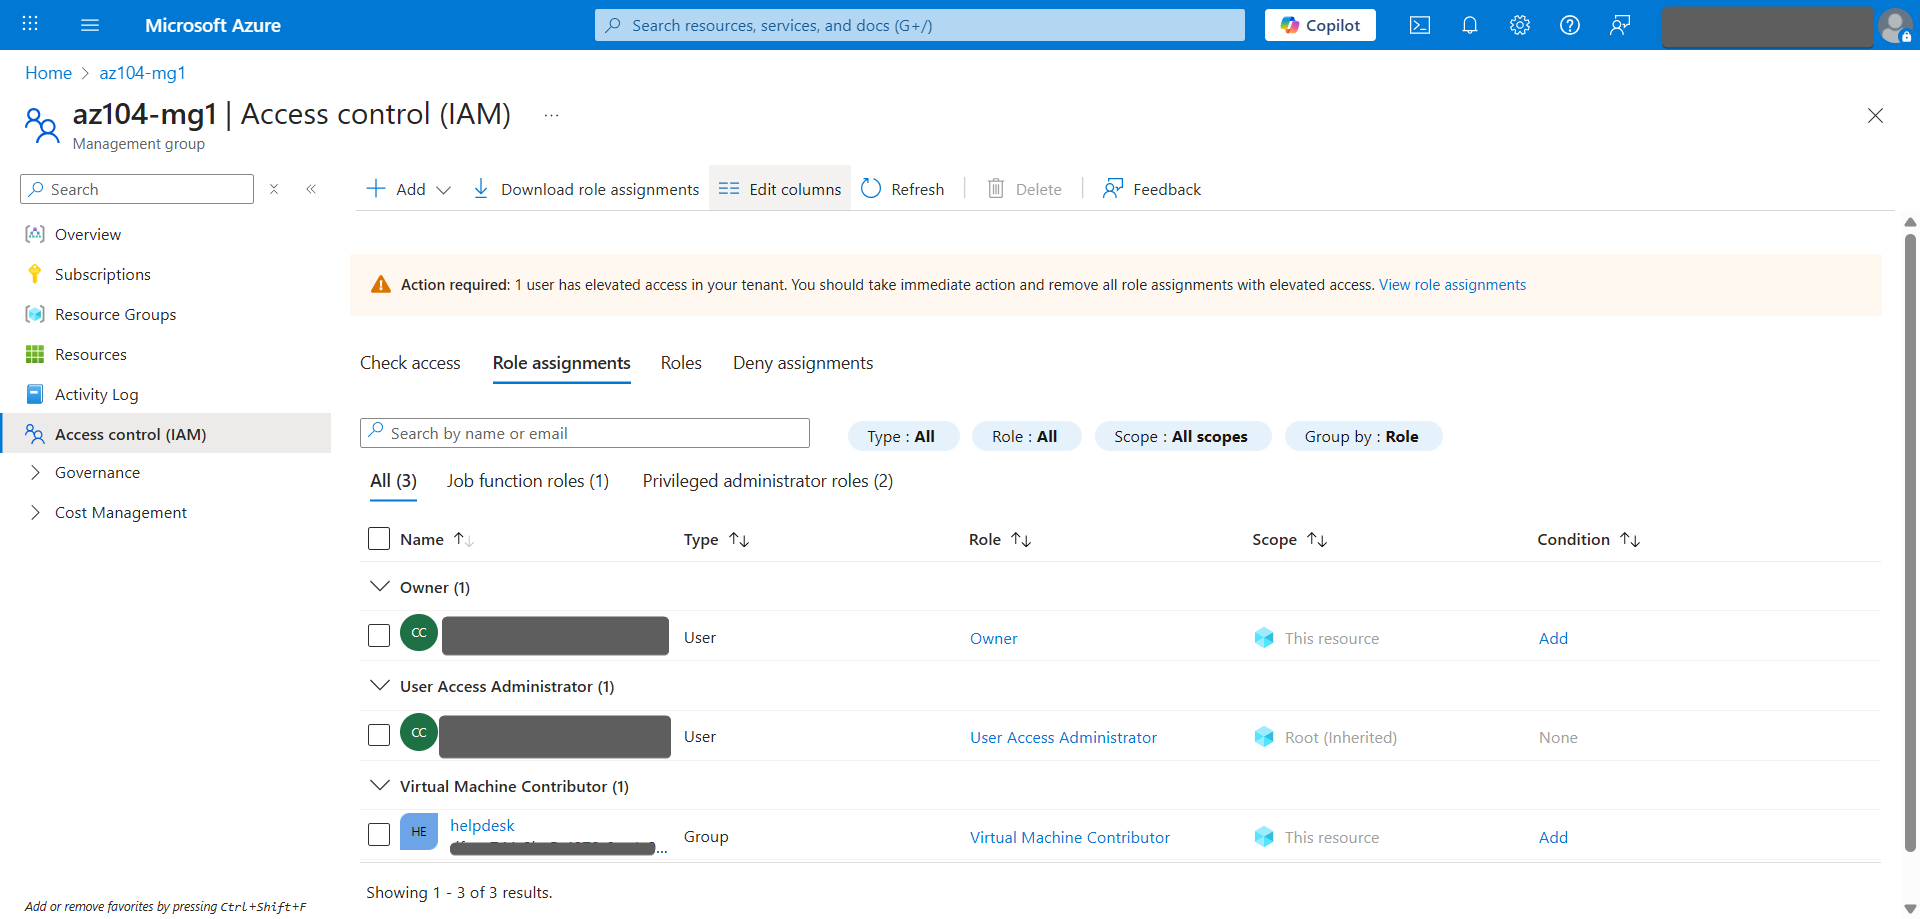 Microsoft Azure
Search resources, services, and docs (G+/)
Copilot
Home > az104-mg1
az104-mg1 | Access control (IAM) ...
Management group
Search
Add
Download role assignments
Edit columns
Refresh
Delete
Feedback
Overview
Subscriptions
Resource Groups
Resources
Activity Log
Access control (IAM)
Governance
Cost Management
Action required: 1 user has elevated access in your tenant. You should take immediate action and remove all role assignments with elevated access. View role assignments
Check access
Role assignments
Roles
Deny assignments
Search by name or email
Type : All
Role : All
Scope : All scopes
Group by : Role
All (3)
Job function roles (1)
Privileged administrator roles (2)
Name Type Role Scope Condition
Owner (1)
CC User Owner This resource Add
User Access Administrator (1)
CC User User Access Administrator Root (Inherited) None
Virtual Machine Contributor (1)
HE helpdesk Group Virtual Machine Contributor This resource Add
Showing 1 - 3 of 3 results.
Add or remove favorites by pressing Ctrl+Shift+F